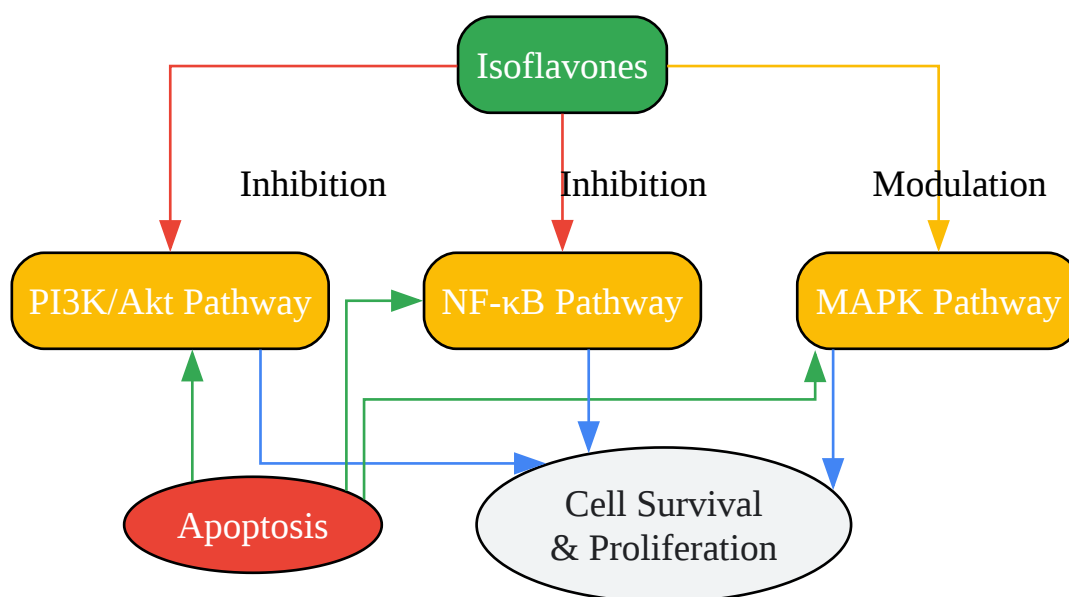 Isoflavones
Inhibition
Inhibition
Modulation
PI3K/Akt Pathway
NF-κB Pathway
MAPK Pathway
Apoptosis
Cell Survival
& Proliferation